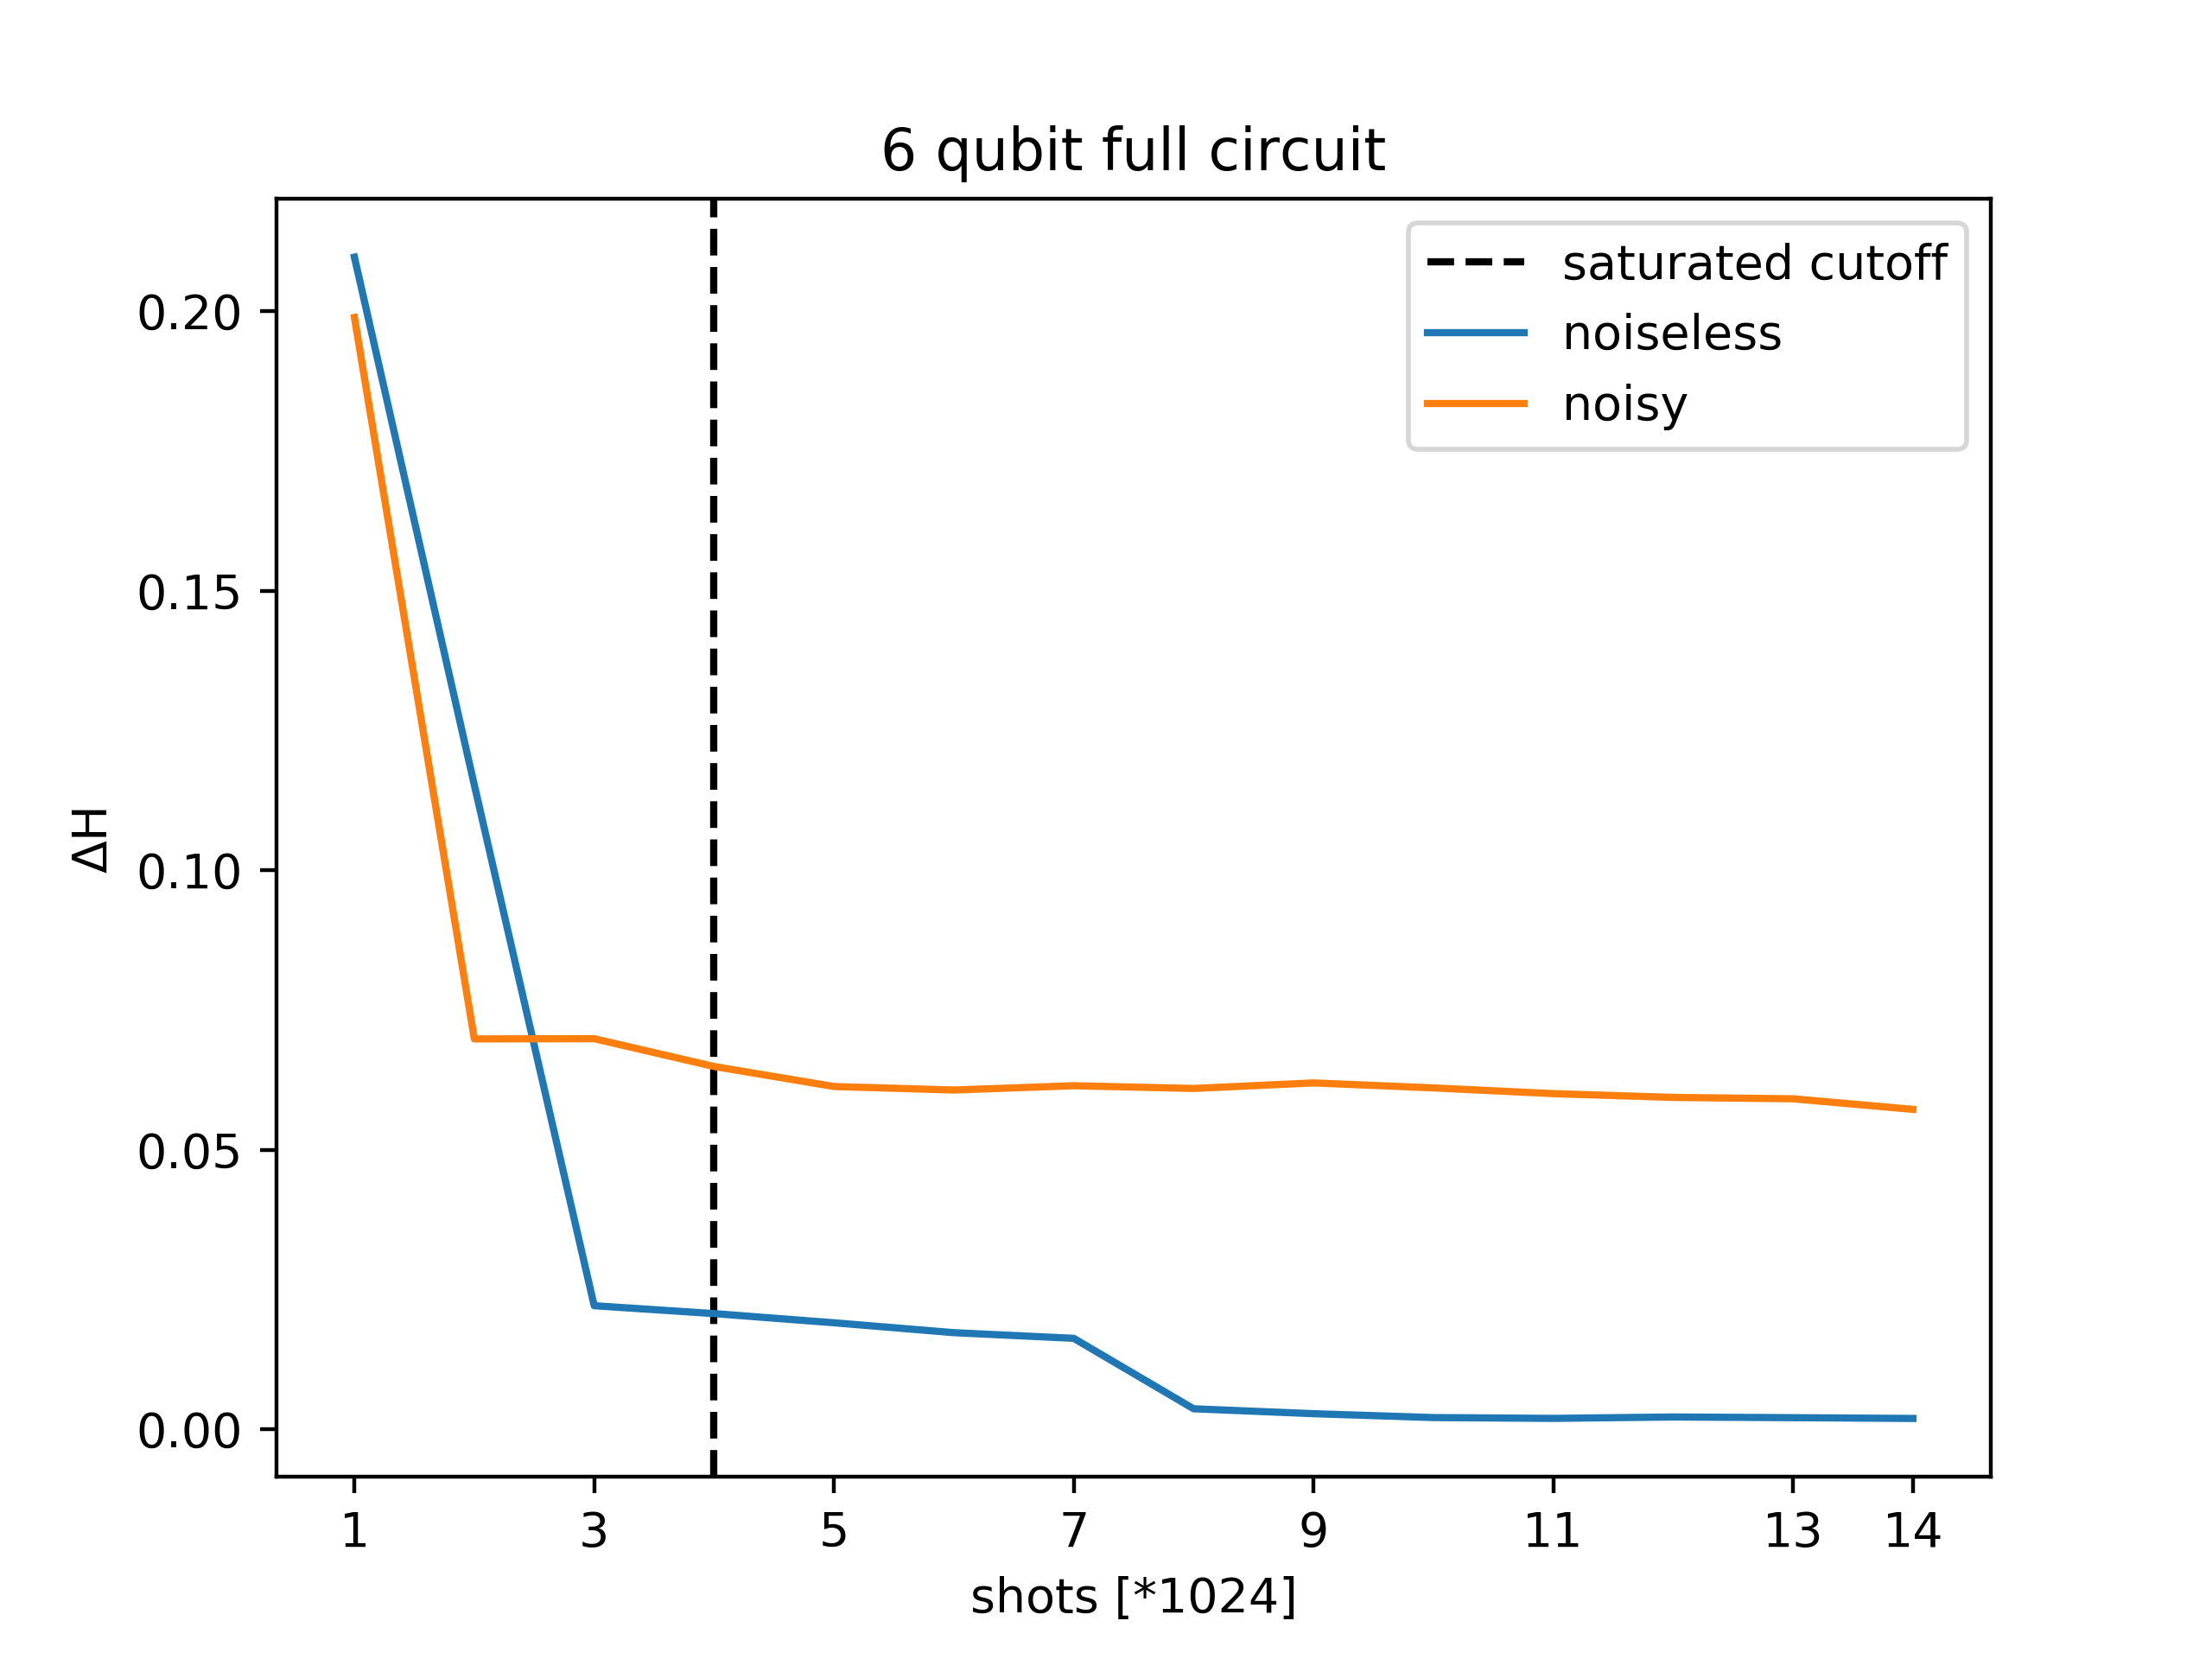 6 qubit full circuit
saturated cutoff
noiseless
noisy
0.20
0.15
0.10
0.05
0.00
ΔH
1 3 5 7 9 11 13 14
shots [*1024]